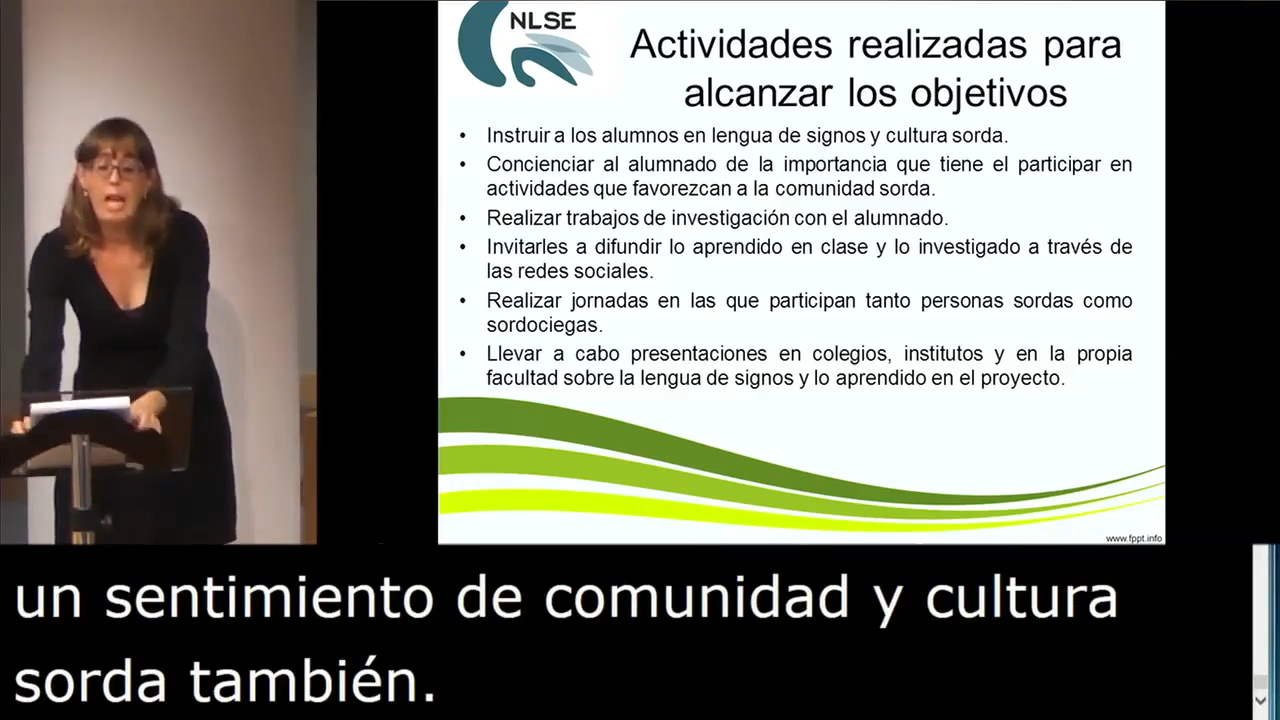 NLSE
Actividades realizadas para
alcanzar los objetivos
• Instruir a los alumnos en lengua de signos y cultura sorda.
• Concienciar al alumnado de la importancia que tiene el participar en
actividades que favorezcan a la comunidad sorda.
• Realizar trabajos de investigación con el alumnado.
• Invitarles a difundir lo aprendido en clase y lo investigado a través de
las redes sociales.
• Realizar jornadas en las que participan tanto personas sordas como
sordociegas.
• Llevar a cabo presentaciones en colegios, institutos y en la propia
facultad sobre la lengua de signos y lo aprendido en el proyecto.
www.fppt.info
un sentimiento de comunidad y cultura
sorda también.